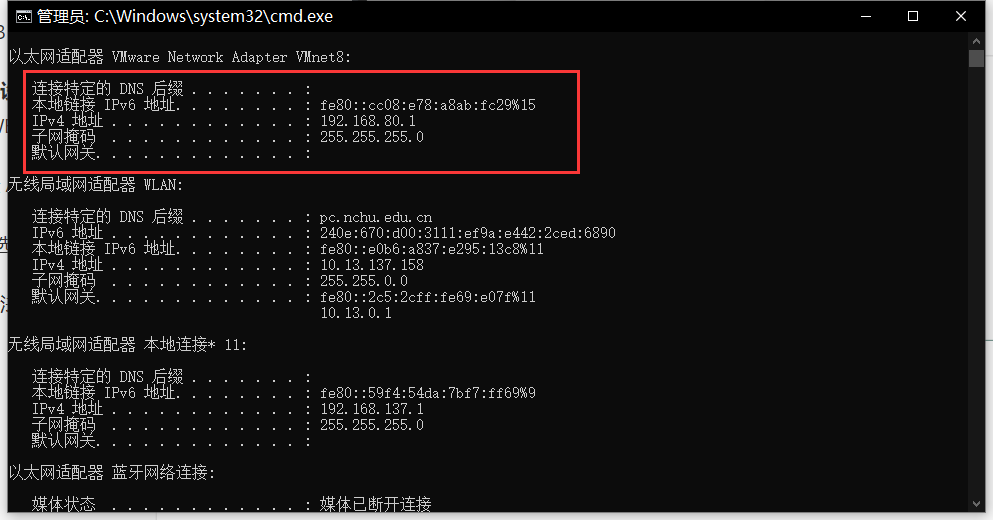 管理员: C:\Windows\system32\cmd.exe
以太网适配器 VMware Network Adapter VMnet8:
连接特定的 DNS 后缀 . . . . . . . :
本地链接 IPv6 地址. . . . . . . . : fe80::cc08:e78:a8ab:fc29%15
IPv4 地址 . . . . . . . . . . . . : 192.168.80.1
子网掩码  . . . . . . . . . . . . : 255.255.255.0
默认网关. . . . . . . . . . . . . :
无线局域网适配器 WLAN:
连接特定的 DNS 后缀 . . . . . . . : pc.nchu.edu.cn
IPv6 地址 . . . . . . . . . . . . : 240e:670:d00:3111:ef9a:e442:2ced:6890
本地链接 IPv6 地址. . . . . . . . : fe80::e0b6:a837:e295:13c8%11
IPv4 地址 . . . . . . . . . . . . : 10.13.137.158
子网掩码  . . . . . . . . . . . . : 255.255.0.0
默认网关. . . . . . . . . . . . . : fe80::2c5:2cff:fe69:e07f%11
10.13.0.1
无线局域网适配器 本地连接* 11:
连接特定的 DNS 后缀 . . . . . . . :
本地链接 IPv6 地址. . . . . . . . : fe80::59f4:54da:7bf7:ff69%9
IPv4 地址 . . . . . . . . . . . . : 192.168.137.1
子网掩码  . . . . . . . . . . . . : 255.255.255.0
默认网关. . . . . . . . . . . . . :
以太网适配器 蓝牙网络连接:
媒体状态  . . . . . . . . . . . . : 媒体已断开连接